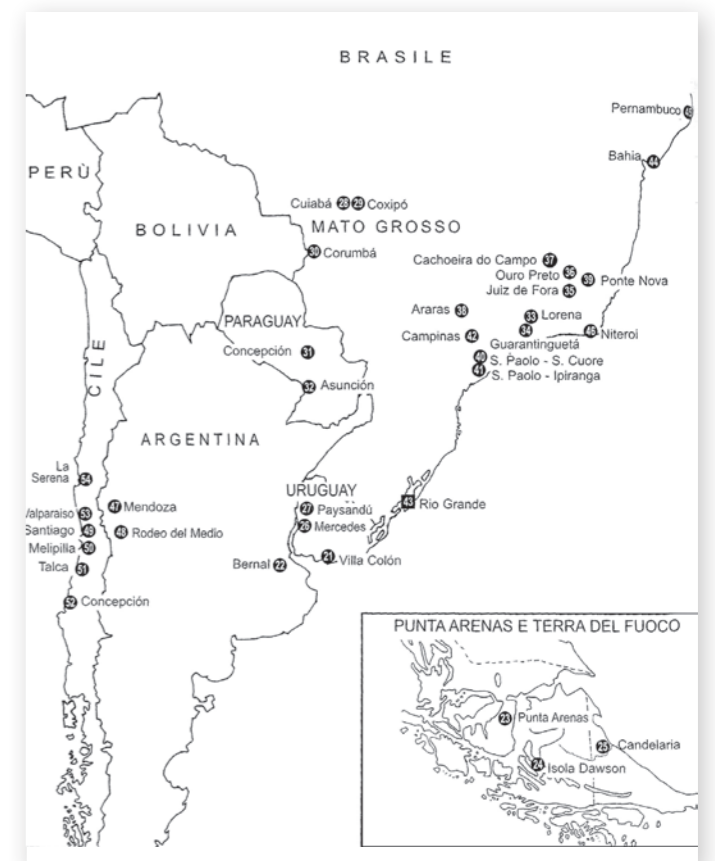 BRASILE
Pernambuco
Bahia 44
PERÙ
Cuiabá 28 29 Coxipó
BOLIVIA
MATO GROSSO
30 Corumbá
Cachoeira do Campo 37
Ouro Preto 36
39 Ponte Nova
Juiz de Fora 35
Araras 38
33 Lorena
PARAGUAY
Campinas 42
34
46 Niteroi
Guarantinguetá
Concepción 31
40 S. Paolo - S. Cuore
41 S. Paolo - Ipiranga
CILE
32 Asunción
ARGENTINA
La
Serena 54
URUGUAY
47 Mendoza
27 Paysandú
43 Rio Grande
Valparaiso 53
26 Mercedes
Santiago 49
48 Rodeo del Medio
Melipilla 50
21 Villa Colón
Talca 51
Bernal 22
52 Concepción
PUNTA ARENAS E TERRA DEL FUOCO
23 Punta Arenas
25 Candelaria
24 Isola Dawson